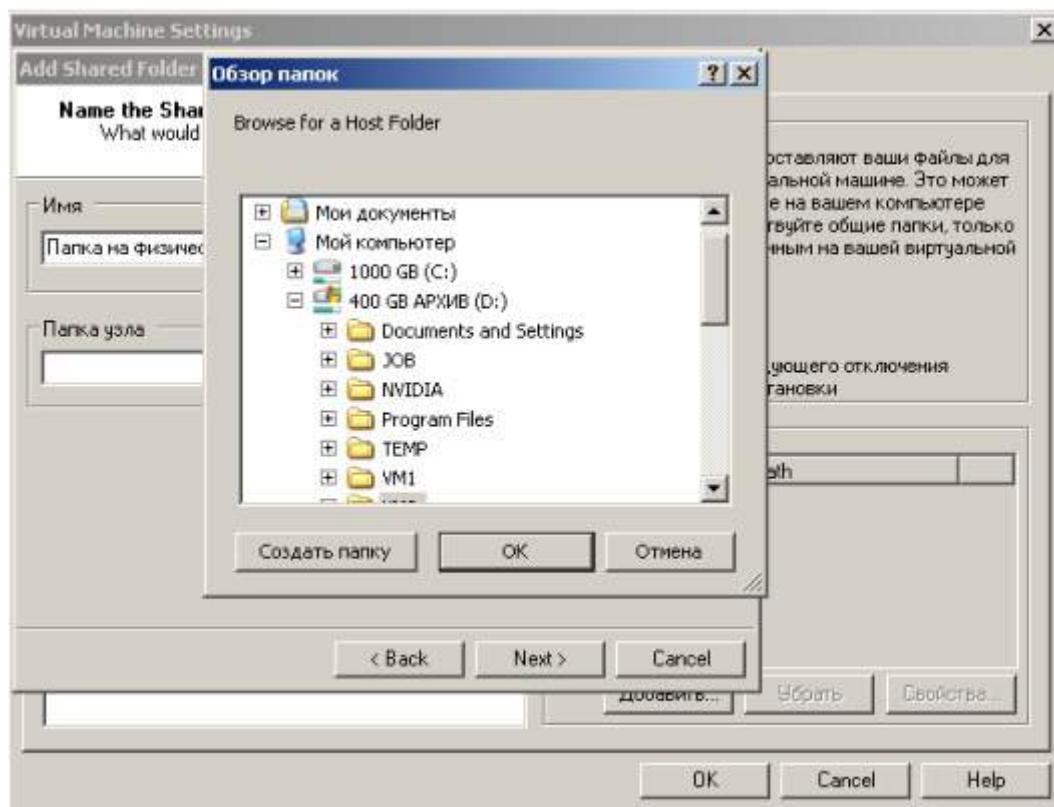 Virtual Machine Settings
Add Shared Folder
Обзор папок
Name the Shar
What would
Browse for a Host Folder
Имя
Папка на физичес
Папка узла
Мои документы
Мой компьютер
1000 GB (C:)
400 GB АРХИВ (D:)
Documents and Settings
JOB
NVIDIA
Program Files
TEMP
VM1
Создать папку
OK
Отмена
оставляют ваши файлы для
альной машине. Это может
е на вашем компьютере
твуйте общие папки, только
нным на вашей виртуальной
ующего отключения
тановки
ath
< Back
Next >
Cancel
Добавить...
Убрать
Свойства...
OK
Cancel
Help